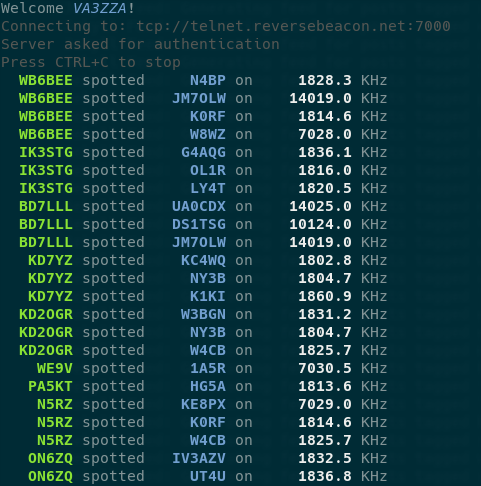 Welcome VA3ZZA!
Connecting to: tcp://telnet.reversebeacon.net:7000
Server asked for authentication
Press CTRL+C to stop
WB6BEE spotted N4BP on 1828.3 KHz
WB6BEE spotted JM7OLW on 14019.0 KHz
WB6BEE spotted K0RF on 1814.6 KHz
WB6BEE spotted W8WZ on 7028.0 KHz
IK3STG spotted G4AQG on 1836.1 KHz
IK3STG spotted OL1R on 1816.0 KHz
IK3STG spotted LY4T on 1820.5 KHz
BD7LLL spotted UA0CDX on 14025.0 KHz
BD7LLL spotted DS1TSG on 10124.0 KHz
BD7LLL spotted JM7OLW on 14019.0 KHz
KD7YZ spotted KC4WQ on 1802.8 KHz
KD7YZ spotted NY3B on 1804.7 KHz
KD7YZ spotted K1KI on 1860.9 KHz
KD2OGR spotted W3BGN on 1831.2 KHz
KD2OGR spotted NY3B on 1804.7 KHz
KD2OGR spotted W4CB on 1825.7 KHz
WE9V spotted 1A5R on 7030.5 KHz
PA5KT spotted HG5A on 1813.6 KHz
N5RZ spotted KE8PX on 7029.0 KHz
N5RZ spotted K0RF on 1814.6 KHz
N5RZ spotted W4CB on 1825.7 KHz
ON6ZQ spotted IV3AZV on 1832.5 KHz
ON6ZQ spotted UT4U on 1836.8 KHz